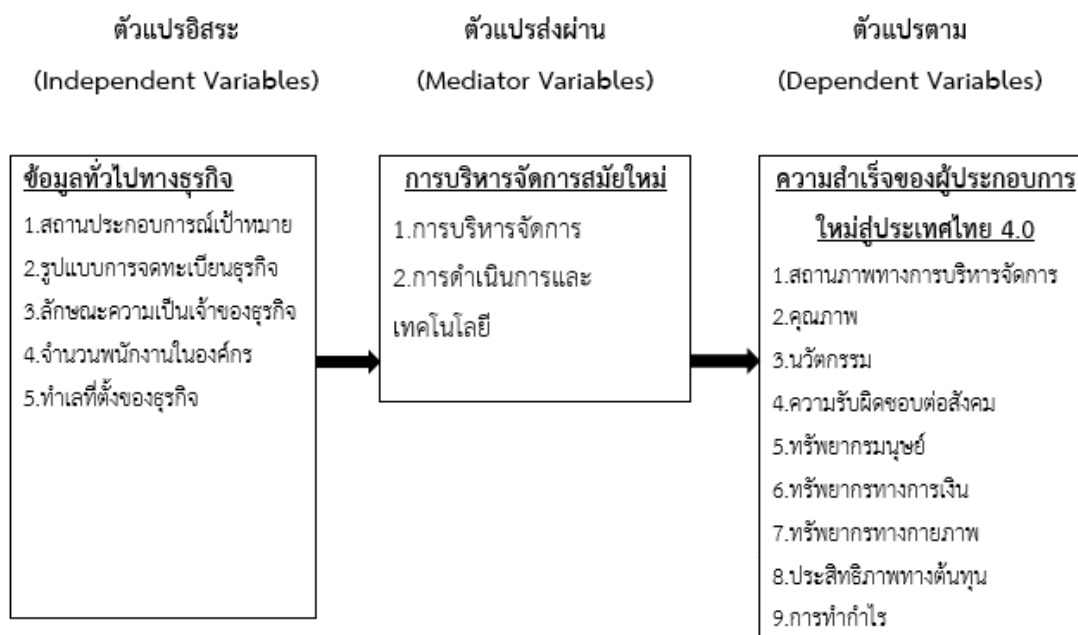 ตัวแปรอิสระ
(Independent Variables)
ตัวแปรส่งผ่าน
(Mediator Variables)
ตัวแปรตาม
(Dependent Variables)
ข้อมูลทั่วไปทางธุรกิจ
1.สถานประกอบการณ์เป้าหมาย
2.รูปแบบการจดทะเบียนธุรกิจ
3.ลักษณะความเป็นเจ้าของธุรกิจ
4.จำนวนพนักงานในองค์กร
5.ทำเลที่ตั้งของธุรกิจ
การบริหารจัดการสมัยใหม่
1.การบริหารจัดการ
2.การดำเนินการและ
เทคโนโลยี
ความสำเร็จของผู้ประกอบการ
ใหม่สู่ประเทศไทย 4.0
1.สถานภาพทางการบริหารจัดการ
2.คุณภาพ
3.นวัตกรรม
4.ความรับผิดชอบต่อสังคม
5.ทรัพยากรมนุษย์
6.ทรัพยากรทางการเงิน
7.ทรัพยากรทางกายภาพ
8.ประสิทธิภาพทางต้นทุน
9.การทำกำไร